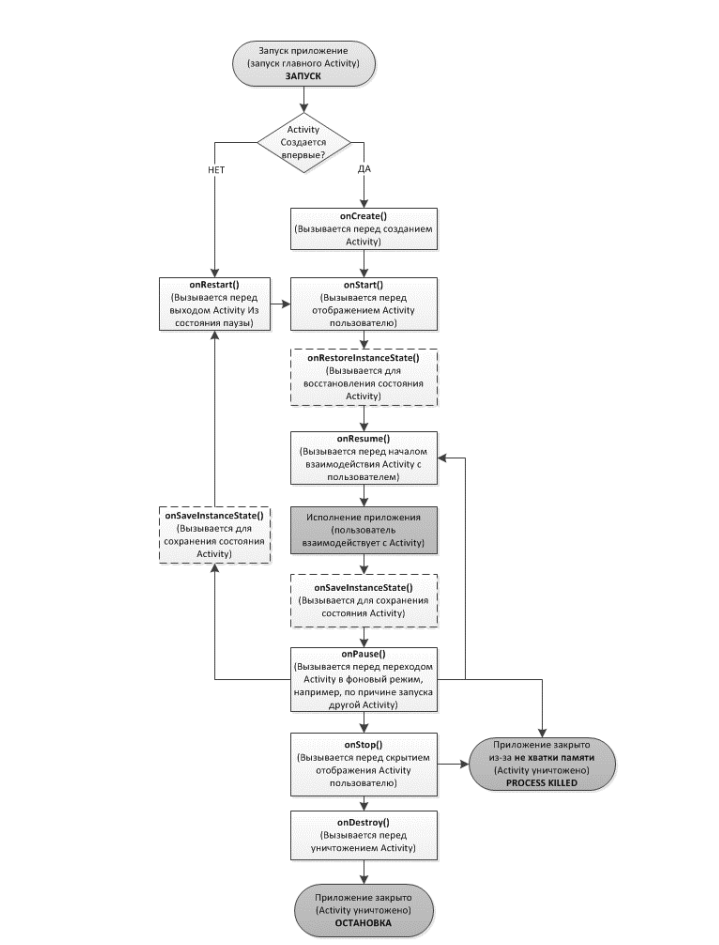 Запуск приложение
(запуск главного Activity)
ЗАПУСК
Activity
Создается
впервые?
НЕТ
ДА
onCreate()
(Вызывается перед созданием
Activity)
onRestart()
(Вызывается перед
выходом Activity Из
состояния паузы)
onStart()
(Вызывается перед
отображением Activity
пользователю)
onRestoreInstanceState()
(Вызывается для
восстановления состояния
Activity)
onResume()
(Вызывается перед началом
взаимодействия Activity с
пользователем)
onSaveInstanceState()
(Вызывается для
сохранения состояния
Activity)
Исполнение приложения
(пользователь
взаимодействует с Activity)
onSaveInstanceState()
(Вызывается для сохранения
состояния Activity)
onPause()
(Вызывается перед переходом
Activity в фоновый режим,
например, по причине запуска
другой Activity)
onStop()
(Вызывается перед скрытием
отображения Activity
пользователю)
Приложение закрыто
из-за не хватки памяти
(Activity уничтожено)
PROCESS KILLED
onDestroy()
(Вызывается перед
уничтожением Activity)
Приложение закрыто
(Activity уничтожено)
ОСТАНОВКА